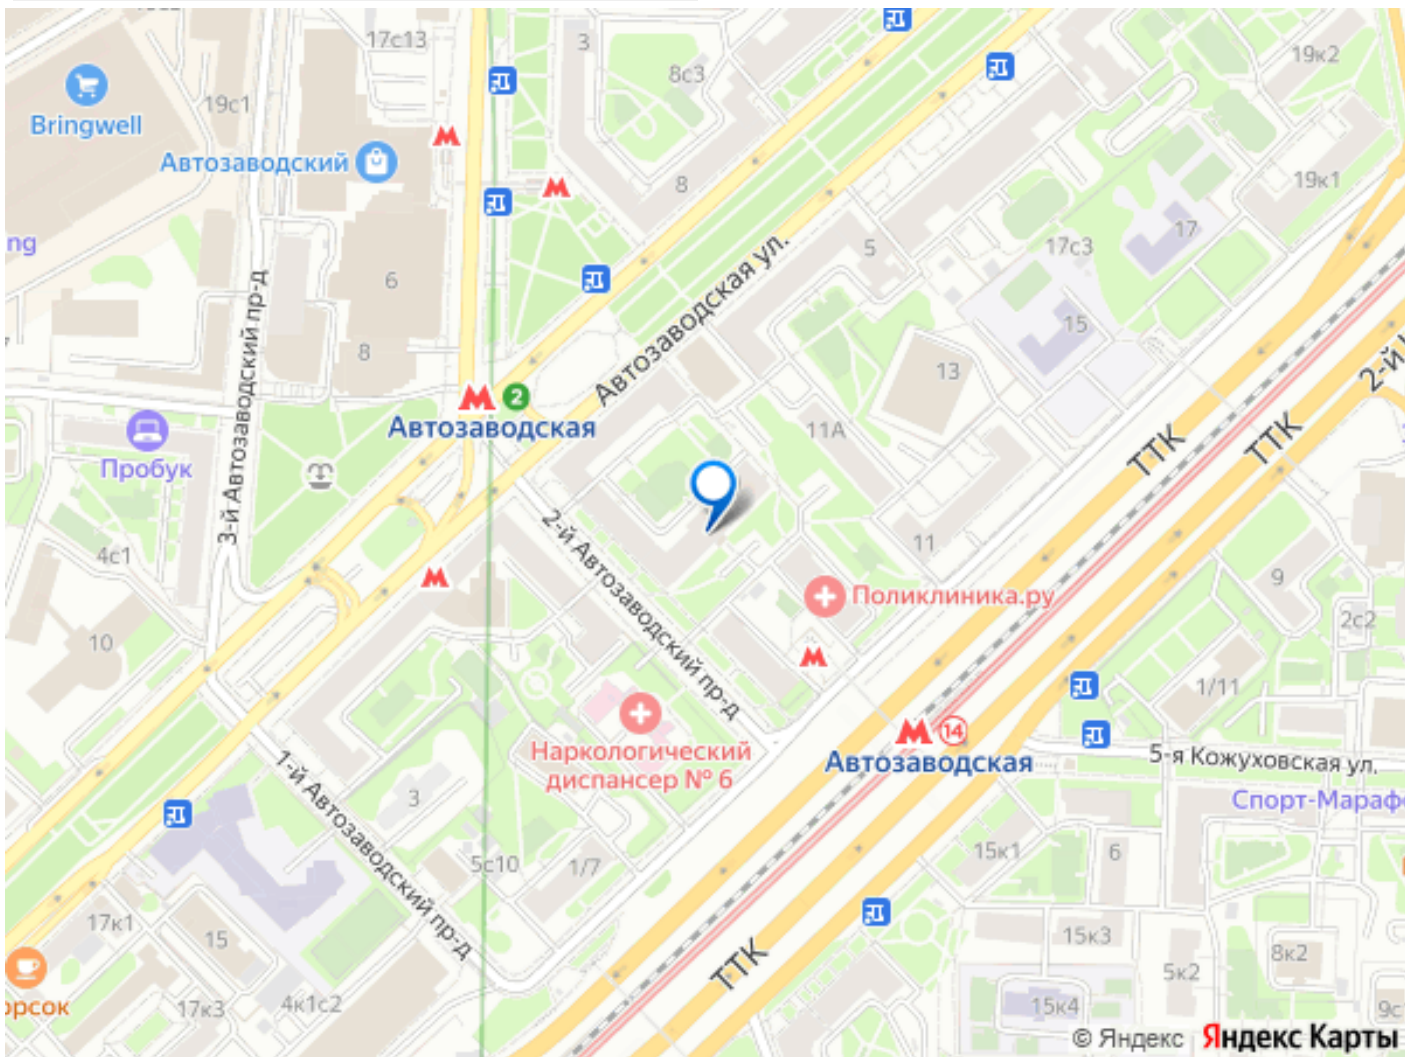 17с13
3
8с3
19к2
Bringwell
19с1
Автозаводский
8
19к1
ng
6
5
17с3
17
3-й Автозаводский пр-д
Автозаводская ул.
8
15
13
2-й
2
Автозаводская
11А
ТТК
ТТК
Пробук
2-й Автозаводский пр-д
4с1
11
9
Поликлиника.ру
2с2
10
1/11
14
Автозаводская
5-я Кожуховская ул.
Наркологический
диспансер № 6
1-й Автозаводский пр-д
3
Спорт-Мараф
5с10
1/7
15к1
6
17к1
15
15к3
8к2
ТТК
5к2
орсок
17к3
4к1с2
15к4
9с
© Яндекс
Яндекс Карты